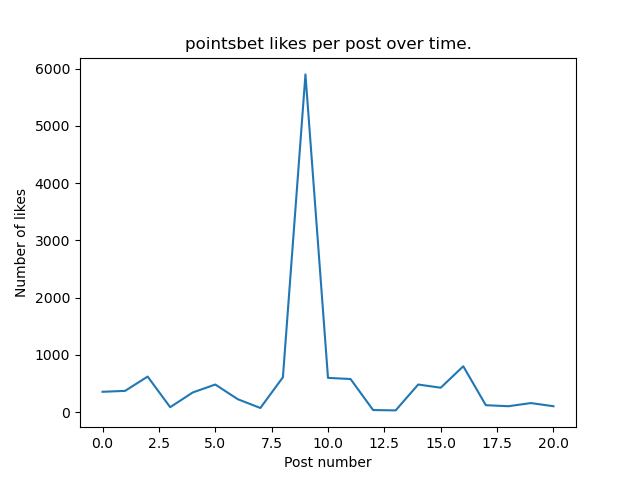 pointsbet likes per post over time.
6000
5000
4000
3000
2000
1000
0
Number of likes
0.0 2.5 5.0 7.5 10.0 12.5 15.0 17.5 20.0
Post number